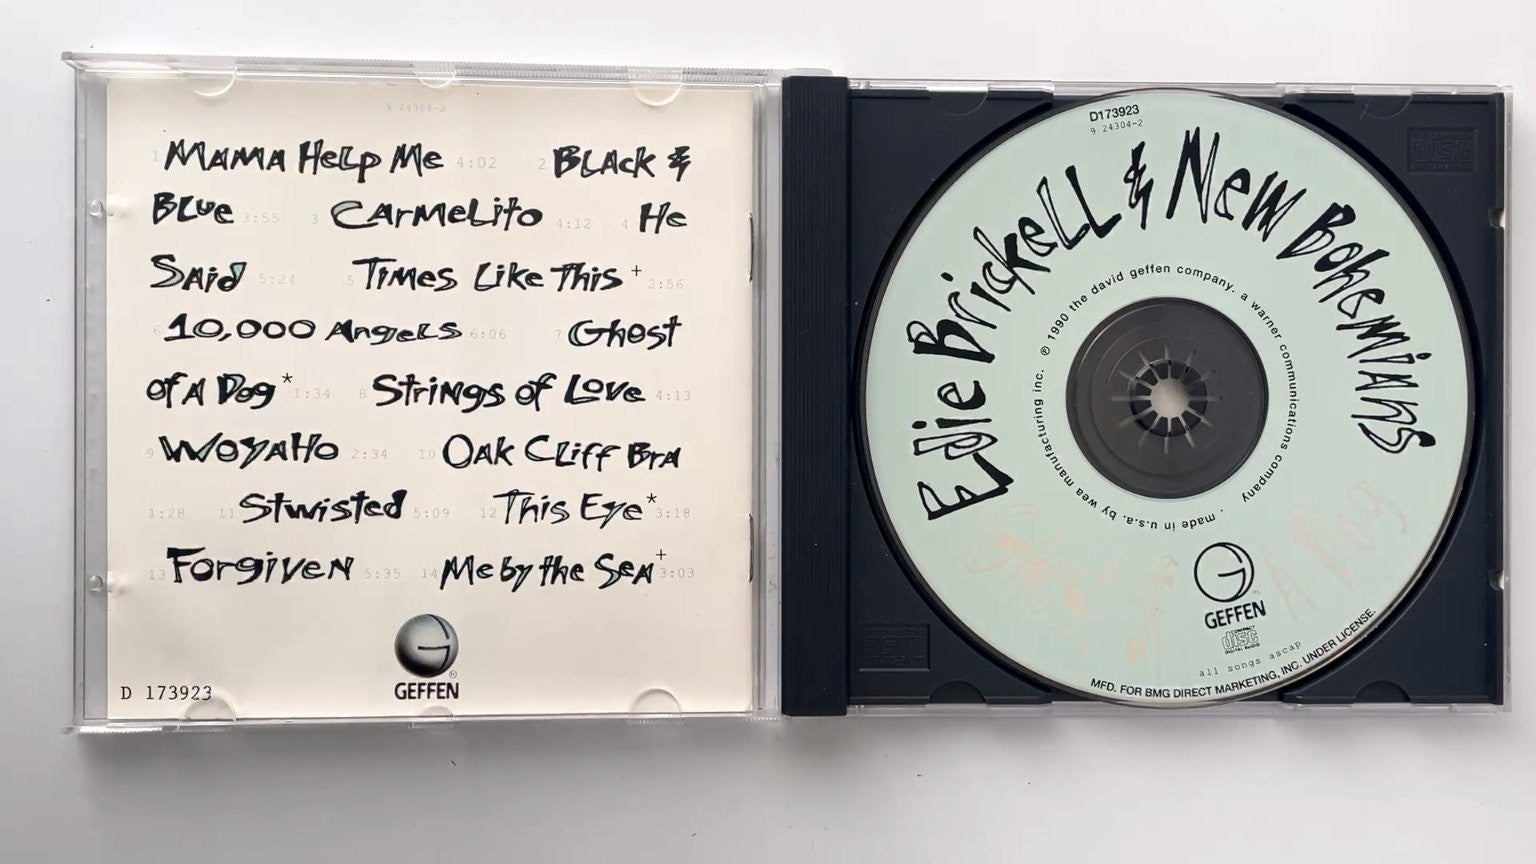 9 24304-2
1 Mama Help Me 4:02 2 Black &
Blue 3:55 3 Carmelito 4:12 4 He
Said 5:24 5 Times Like This + 2:56
6 10,000 Angels 6:06 7 Ghost
of A Dog * 1:34 8 Strings of Love 4:13
9 Woyaho 2:34 10 Oak Cliff Bra
1:28 11 Stwisted 5:09 12 This Eye * 3:18
13 Forgiven 5:35 14 Me by the Sea + 3:03
GEFFEN ®
D 173923
D173923
9 24304-2
Edie Brickell & New Bohemians
℗ 1990 the david geffen company. a warner communications company . made in u.s.a. by wea manufacturing inc.
A Dog
GEFFEN
COMPACT
disc
DIGITAL AUDIO
all songs ascap
MFD. FOR BMG DIRECT MARKETING, INC. UNDER LICENSE.